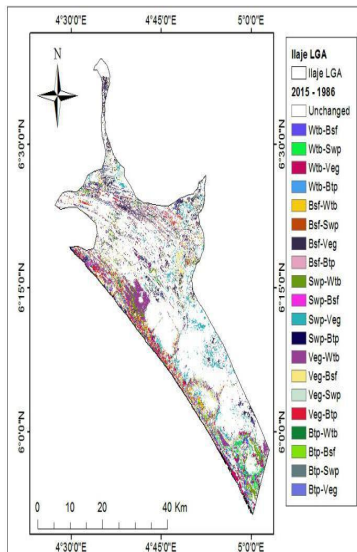 4°30'0"E 4°45'0"E 5°0'0"E
N
6°30'0"N
6°15'0"N
6°0'0"N
6°30'0"N
6°15'0"N
6°0'0"N
0 20 40 Km
4°30'0"E 4°45'0"E 5°0'0"E
Ilaje LGA
Ilaje LGA
2015 - 1986
Unchanged
Wtb-Bsf
Wtb-Swp
Wtb-Veg
Wtb-Btp
Bsf-Wtb
Bsf-Swp
Bsf-Veg
Bsf-Btp
Swp-Wtb
Swp-Bsf
Swp-Veg
Swp-Btp
Veg-Wtb
Veg-Bsf
Veg-Swp
Veg-Btp
Btp-Wtb
Btp-Bsf
Btp-Swp
Btp-Veg